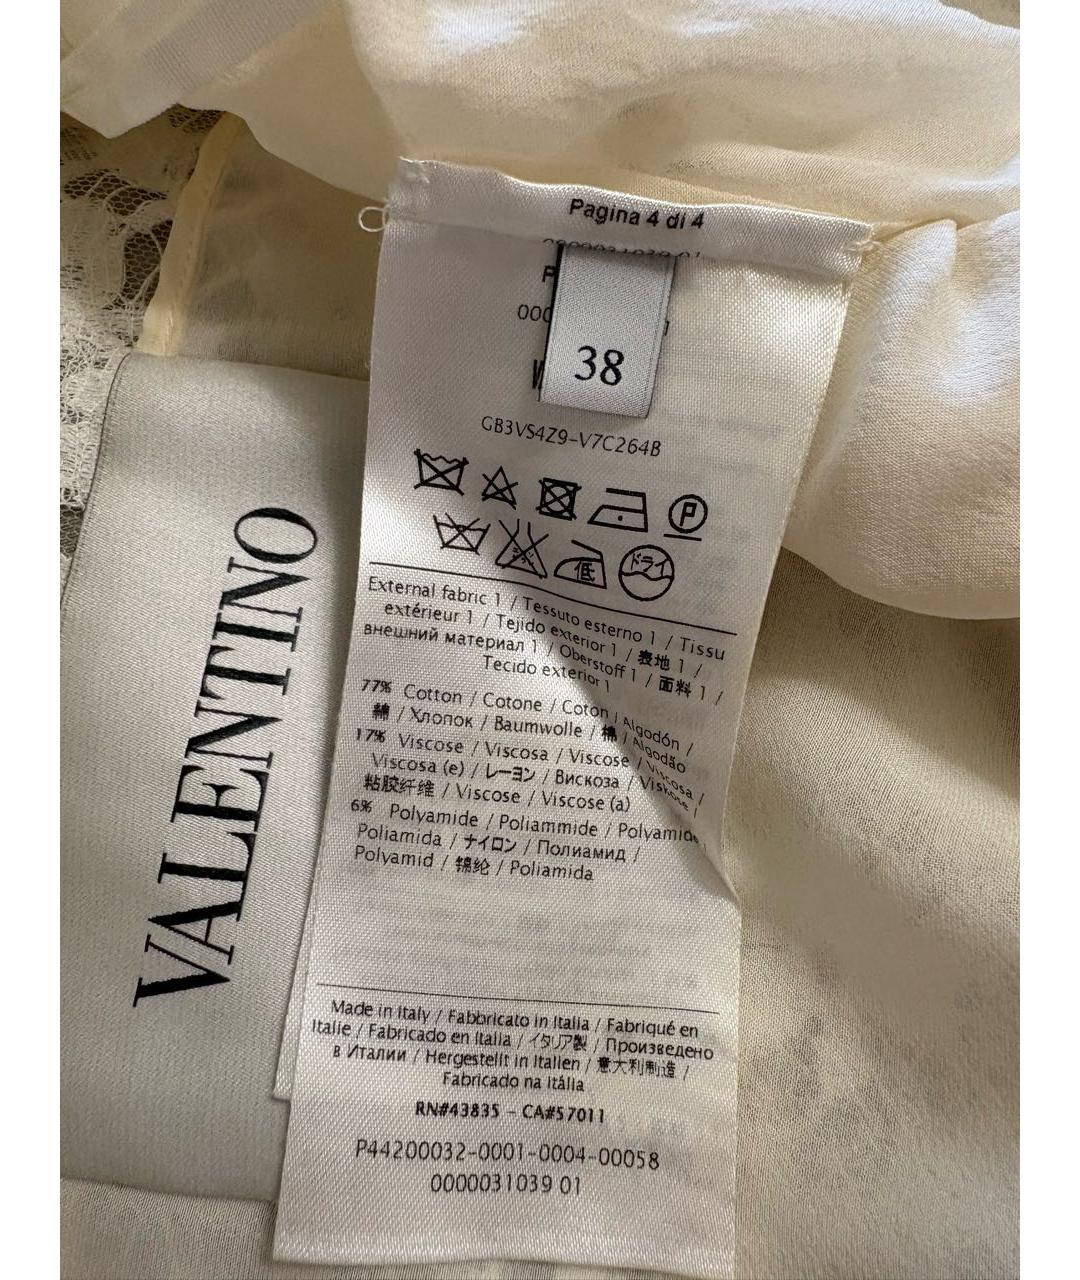 Pagina 4 di 4
38
GB3VS4Z9-V7C264B
P
低 ドライ
External fabric 1 / Tessuto esterno 1 / Tissu
extérieur 1 / Tejido exterior 1 / 表地 1 /
внешний материал 1 / Oberstoff 1 / 面料 1 /
Tecido exterior 1
77% Cotton / Cotone / Coton / Algodón /
綿 / Хлопок / Baumwolle / 棉 / Algodão
17% Viscose / Viscosa / Viscose / Viscosa /
Viscosa (e) / レーヨン / Вискоза / Viskose /
粘胶纤维 / Viscose / Viscose (a)
6% Polyamide / Poliammide / Polyamide /
Poliamida / ナイロン / Полиамид /
Polyamid / 锦纶 / Poliamida
Made in Italy / Fabbricato in Italia / Fabriqué en
Italie / Fabricado en Italia / イタリア製 / Произведено
в Италии / Hergestellt in Italien / 意大利制造 /
Fabricado na Itália
RN#43835 - CA#57011
P44200032-0001-0004-00058
0000031039 01
VALENTINO